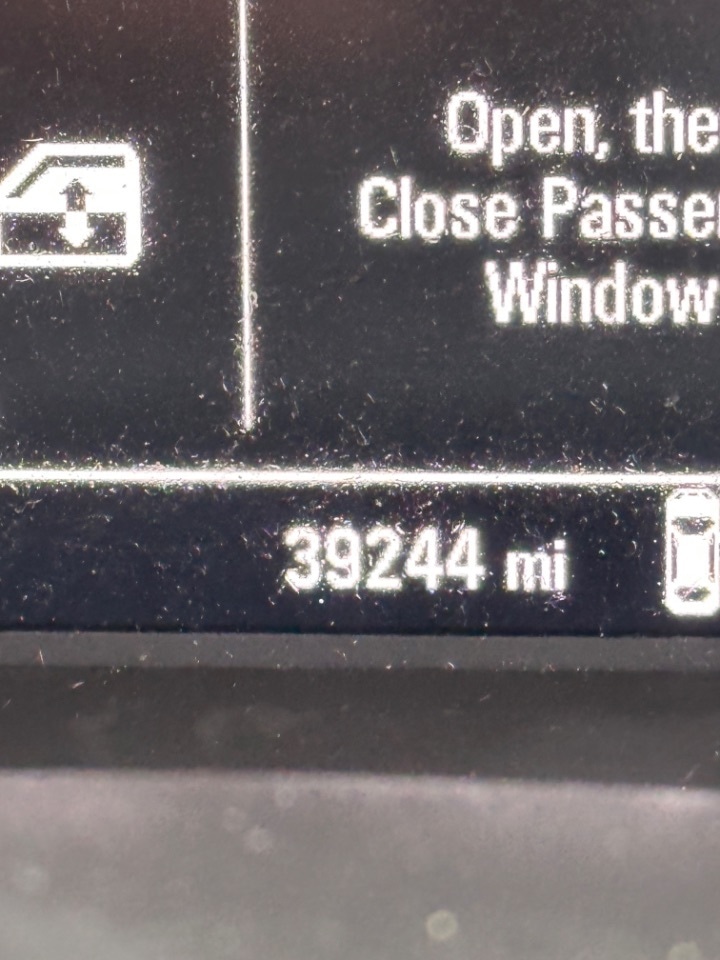 Open, the
Close Passe
Window
39244 mi